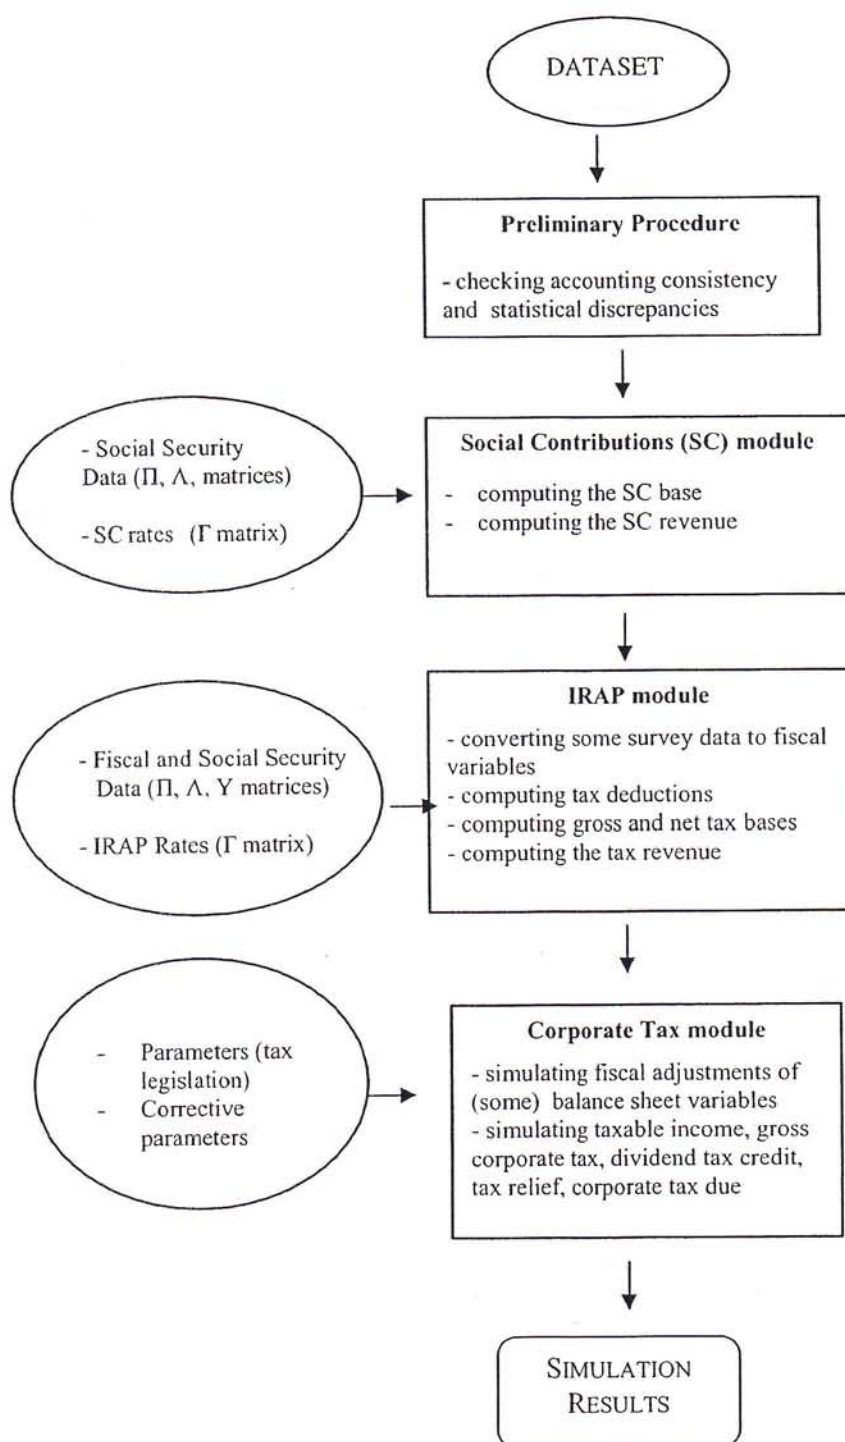 DATASET
Preliminary Procedure
- checking accounting consistency
and statistical discrepancies
- Social Security
Data (Π, Λ, matrices)
- SC rates (Γ matrix)
Social Contributions (SC) module
- computing the SC base
- computing the SC revenue
- Fiscal and Social Security
Data (Π, Λ, Υ matrices)
- IRAP Rates (Γ matrix)
IRAP module
- converting some survey data to fiscal
variables
- computing tax deductions
- computing gross and net tax bases
- computing the tax revenue
- Parameters (tax
legislation)
- Corrective
parameters
Corporate Tax module
- simulating fiscal adjustments of
(some) balance sheet variables
- simulating taxable income, gross
corporate tax, dividend tax credit,
tax relief, corporate tax due
SIMULATION
RESULTS